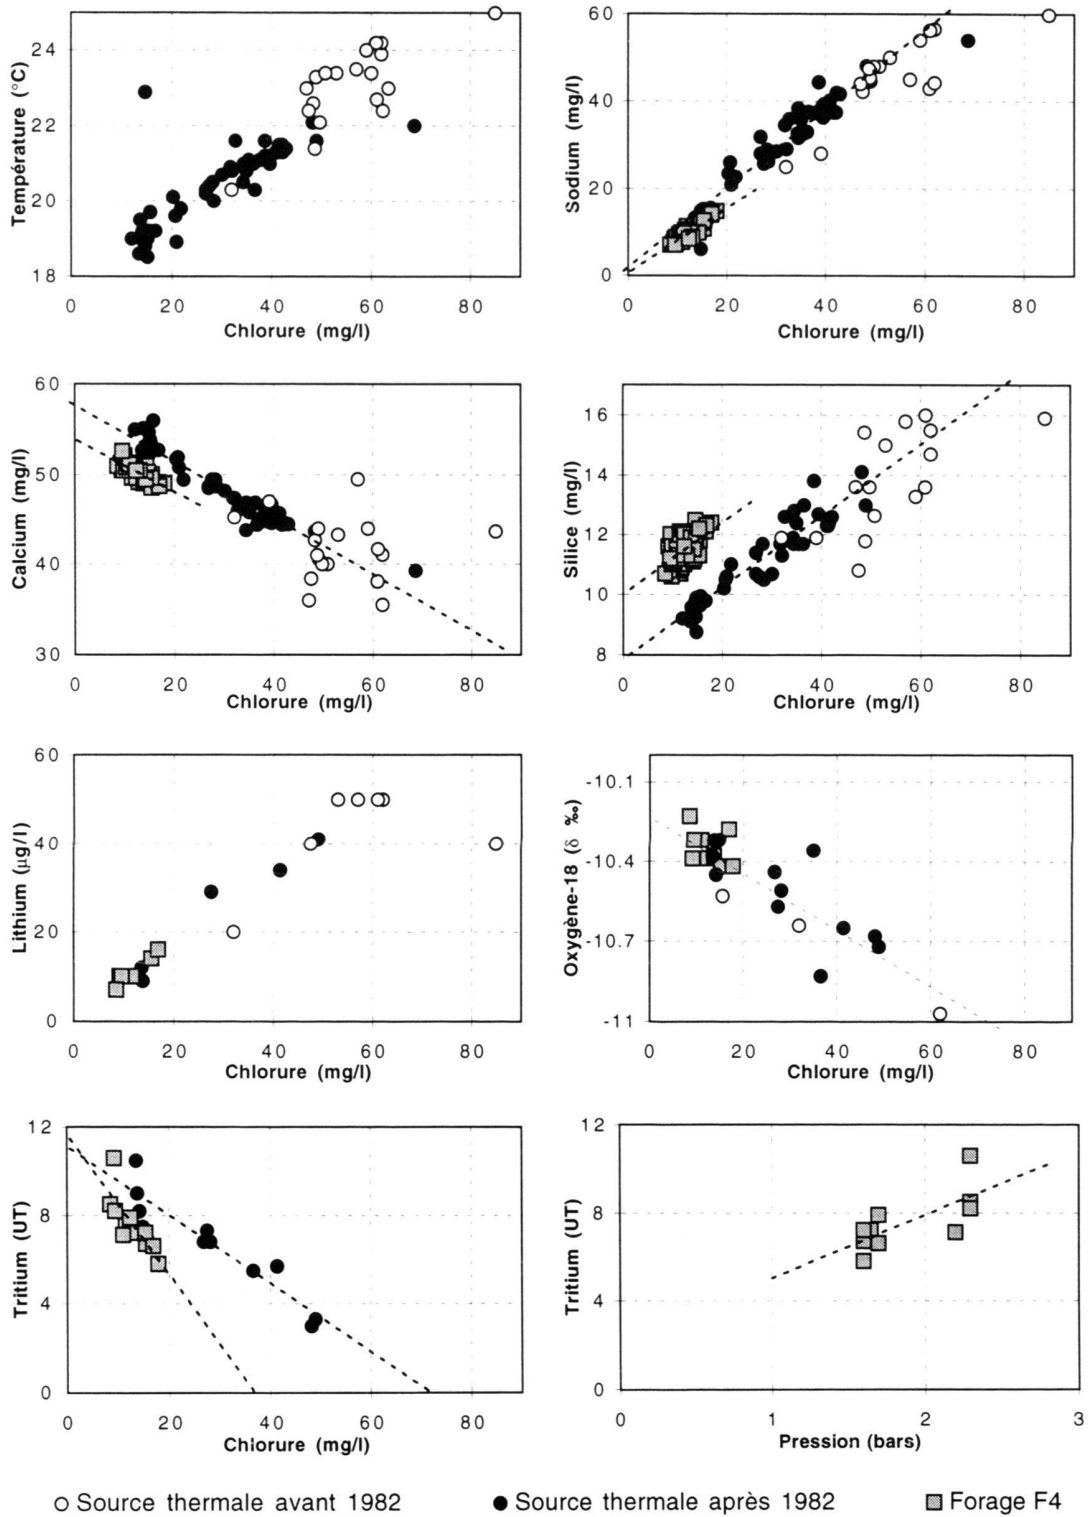 24
22
20
18
Température (°C)
0 20 40 60 80
Chlorure (mg/l)
60
40
20
0
Sodium (mg/l)
0 20 40 60 80
Chlorure (mg/l)
60
50
40
30
Calcium (mg/l)
0 20 40 60 80
Chlorure (mg/l)
16
14
12
10
8
Silice (mg/l)
0 20 40 60 80
Chlorure (mg/l)
60
40
20
0
Lithium (µg/l)
0 20 40 60 80
Chlorure (mg/l)
-10.1
-10.4
-10.7
-11
Oxygène-18 (δ ‰)
0 20 40 60 80
Chlorure (mg/l)
12
8
4
0
Tritium (UT)
0 20 40 60 80
Chlorure (mg/l)
12
8
4
0
Tritium (UT)
0 1 2 3
Pression (bars)
Source thermale avant 1982 Source thermale après 1982 Forage F4